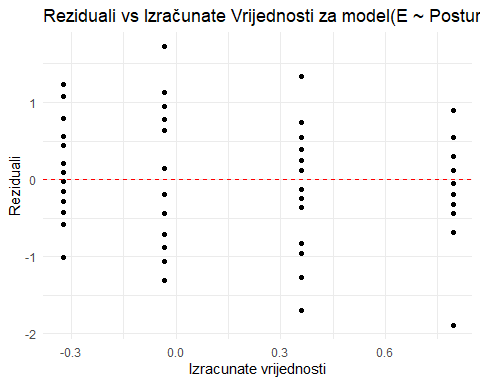 Reziduali vs Izračunate Vrijednosti za model(E ~ Postur
1
0
-1
-2
-0.3
0.0
0.3
0.6
Reziduali
Izracunate vrijednosti